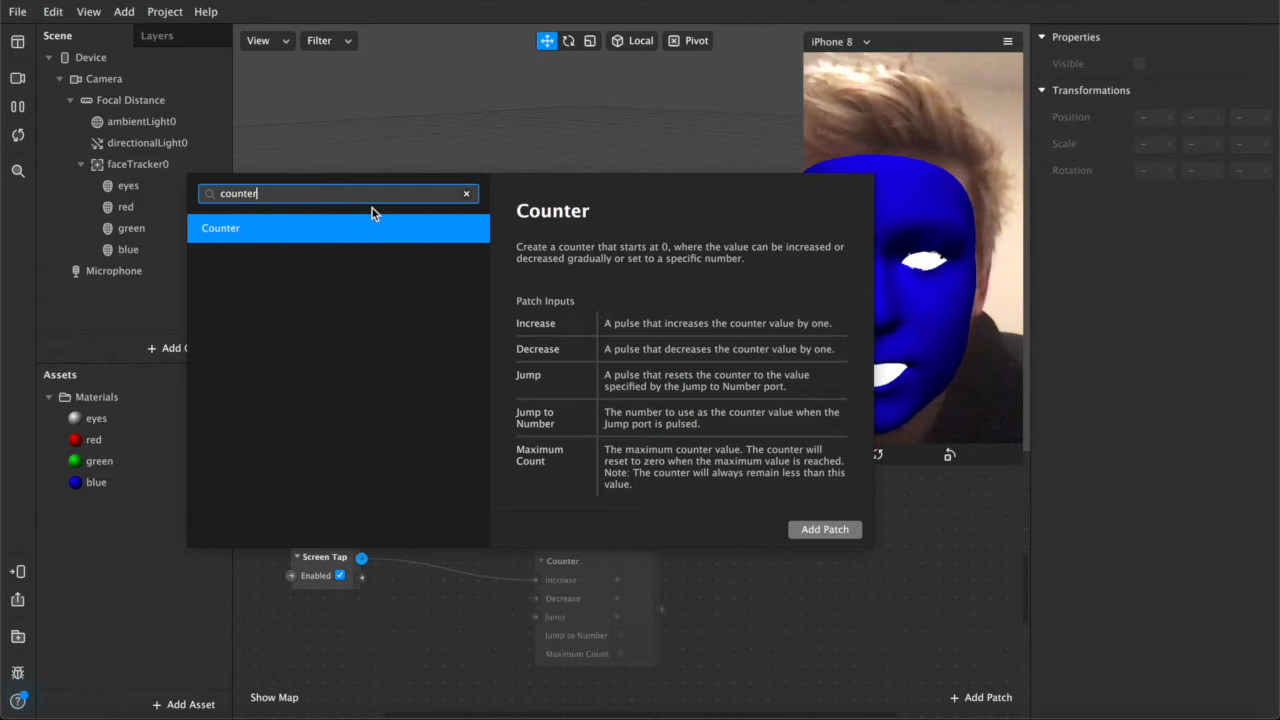 File Edit View Add Project Help
Scene Layers
View Filter Local Pivot
iPhone 8
Properties
Visible
Transformations
Position
Scale
Rotation
Device
Camera
Focal Distance
ambientLight0
directionalLight0
faceTracker0
eyes
red
green
blue
Microphone
+ Add O
Assets
Materials
eyes
red
green
blue
+ Add Asset
counter
Counter
Counter
Create a counter that starts at 0, where the value can be increased or
decreased gradually or set to a specific number.
Patch Inputs
Increase A pulse that increases the counter value by one.
Decrease A pulse that decreases the counter value by one.
Jump A pulse that resets the counter to the value
specified by the Jump to Number port.
Jump to The number to use as the counter value when the
Number Jump port is pulsed.
Maximum The maximum counter value. The counter will
Count reset to zero when the maximum value is reached.
Note: The counter will always remain less than this
value.
Add Patch
Screen Tap
Enabled
Counter
Increase
Decrease
Jump
Jump to Number 0
Maximum Count 0
Show Map
+ Add Patch